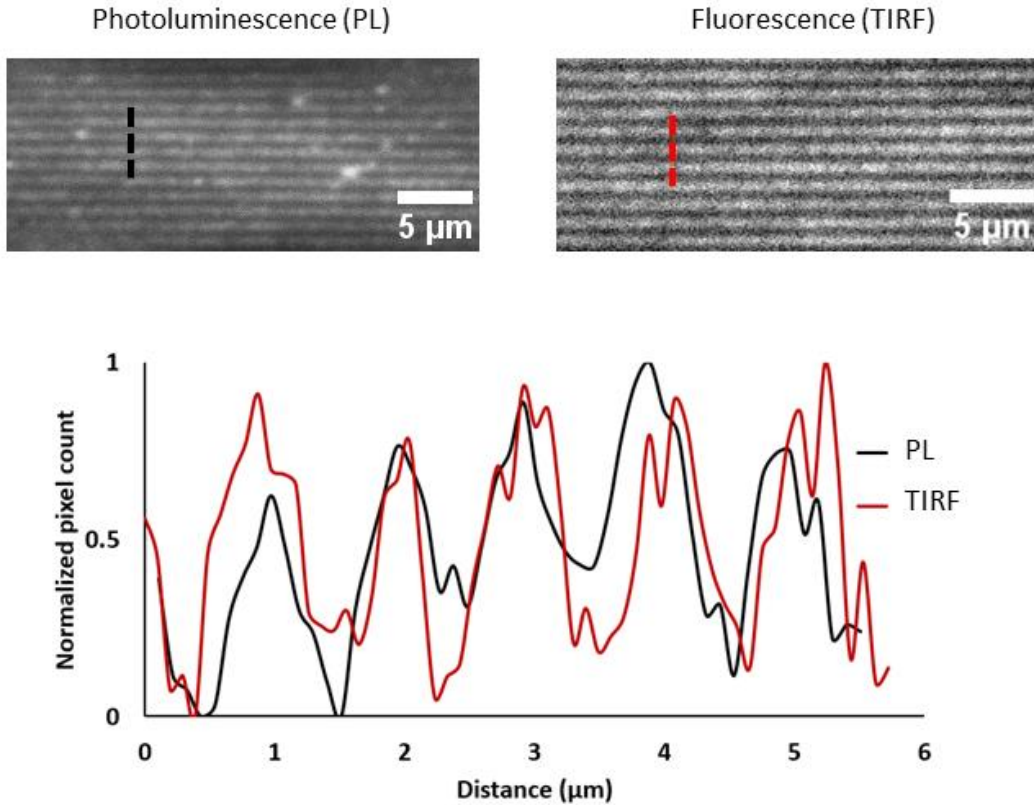 Photoluminescence (PL)
Fluorescence (TIRF)
5 µm
5 µm
Normalized pixel count
1
0.5
0
PL
TIRF
0 1 2 3 4 5 6
Distance (µm)